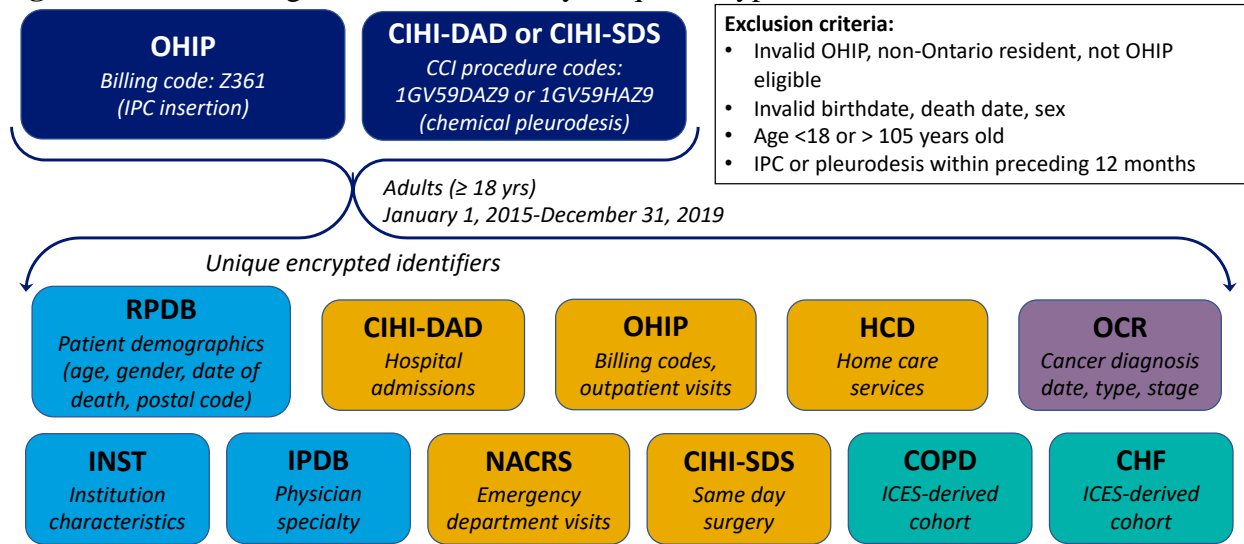 OHIP
Billing code: Z361
(IPC insertion)
CIHI-DAD or CIHI-SDS
CCI procedure codes:
1GV59DAZ9 or 1GV59HAZ9
(chemical pleurodesis)
Exclusion criteria:
• Invalid OHIP, non-Ontario resident, not OHIP
eligible
• Invalid birthdate, death date, sex
• Age <18 or > 105 years old
• IPC or pleurodesis within preceding 12 months
Adults (≥ 18 yrs)
January 1, 2015-December 31, 2019
Unique encrypted identifiers
RPDB
Patient demographics
(age, gender, date of
death, postal code)
CIHI-DAD
Hospital
admissions
OHIP
Billing codes,
outpatient visits
HCD
Home care
services
OCR
Cancer diagnosis
date, type, stage
INST
Institution
characteristics
IPDB
Physician
specialty
NACRS
Emergency
department visits
CIHI-SDS
Same day
surgery
COPD
ICES-derived
cohort
CHF
ICES-derived
cohort